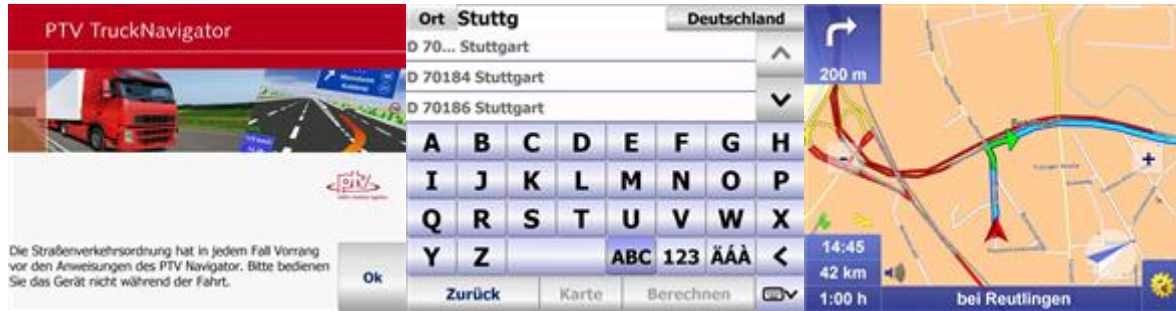 PTV TruckNavigator
PTV
Die Straßenverkehrsordnung hat in jedem Fall Vorrang
vor den Anweisungen des PTV Navigator. Bitte bedienen
Sie das Gerät nicht während der Fahrt.
Ok
Ort Stuttg Deutschland
D 70... Stuttgart
D 70184 Stuttgart
D 70186 Stuttgart
A B C D E F G H
I J K L M N O P
Q R S T U V W X
Y Z ABC 123 ÄÁÀ <
Zurück Karte Berechnen
200 m
- +
14:45
42 km
1:00 h bei Reutlingen